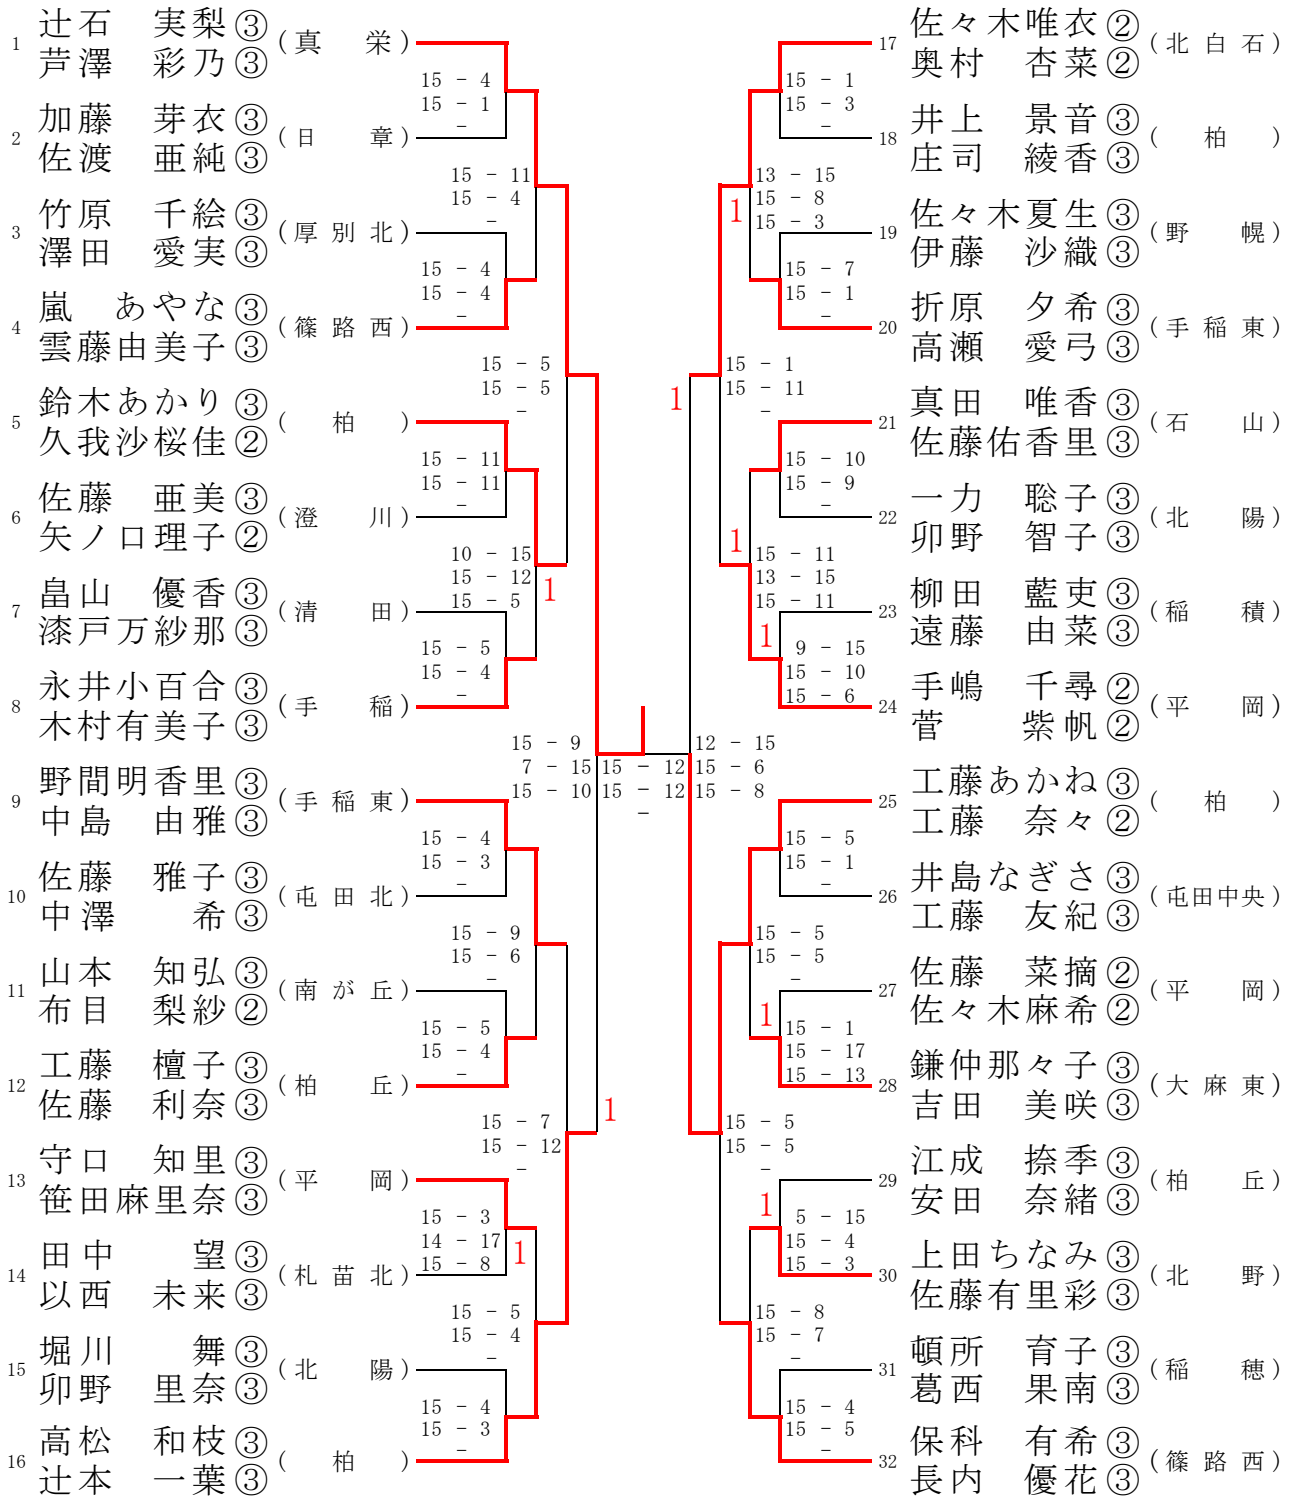 1 辻石 実梨③ (真 栄)
芦澤 彩乃③
15 - 4
15 - 1
-
2 加藤 芽衣③ (日 章)
佐渡 亜純③
15 - 11
15 - 4
-
3 竹原 千絵③ (厚別北)
澤田 愛実③
15 - 4
15 - 4
-
4 嵐 あやな③ (篠路西)
雲藤由美子③
15 - 5
15 - 5
-
5 鈴木あかり③ (柏)
久我沙桜佳②
15 - 11
15 - 11
-
6 佐藤 亜美③ (澄 川)
矢ノ口理子②
10 - 15
15 - 12
15 - 5
1
7 畠山 優香③ (清 田)
漆戸万紗那③
15 - 5
15 - 4
-
8 永井小百合③ (手 稲)
木村有美子③
15 - 9
7 - 15
15 - 10
1
9 野間明香里③ (手稲東)
中島 由雅③
15 - 4
15 - 3
-
10 佐藤 雅子③ (屯田北)
中澤 希③
15 - 9
15 - 6
-
11 山本 知弘③ (南が丘)
布目 梨紗②
15 - 5
15 - 4
-
12 工藤 檀子③ (柏 丘)
佐藤 利奈③
15 - 7
15 - 12
-
13 守口 知里③ (平 岡)
笹田麻里奈③
15 - 3
14 - 17
15 - 8
1
14 田中 望③ (札苗北)
以西 未来③
15 - 5
15 - 4
-
15 堀川 舞③ (北 陽)
卯野 里奈③
15 - 4
15 - 3
-
16 高松 和枝③ (柏)
辻本 一葉③
15 - 12
15 - 12
-
17 佐々木唯衣② (北白石)
奥村 杏菜②
15 - 1
15 - 3
-
18 井上 景音③ (柏)
庄司 綾香③
13 - 15
15 - 8
15 - 3
1
19 佐々木夏生③ (野 幌)
伊藤 沙織③
15 - 7
15 - 1
-
20 折原 夕希③ (手稲東)
高瀬 愛弓③
15 - 1
15 - 11
-
1
21 真田 唯香③ (石 山)
佐藤佑香里③
15 - 10
15 - 9
-
22 一力 聡子③ (北 陽)
卯野 智子③
15 - 11
13 - 15
15 - 11
1
23 柳田 藍吏③ (稲 積)
遠藤 由菜③
9 - 15
15 - 10
15 - 6
1
24 手嶋 千尋② (平 岡)
菅 紫帆②
12 - 15
15 - 6
15 - 8
25 工藤あかね③ (柏)
工藤 奈々②
15 - 5
15 - 1
-
26 井島なぎさ③ (屯田中央)
工藤 友紀③
15 - 5
15 - 5
-
27 佐藤 菜摘② (平 岡)
佐々木麻希②
15 - 1
15 - 17
15 - 13
1
28 鎌仲那々子③ (大麻東)
吉田 美咲③
15 - 5
15 - 5
-
29 江成 捺季③ (柏 丘)
安田 奈緒③
5 - 15
15 - 4
15 - 3
1
30 上田ちなみ③ (北 野)
佐藤有里彩③
15 - 8
15 - 7
-
31 頓所 育子③ (稲 穂)
葛西 果南③
15 - 4
15 - 5
-
32 保科 有希③ (篠路西)
長内 優花③